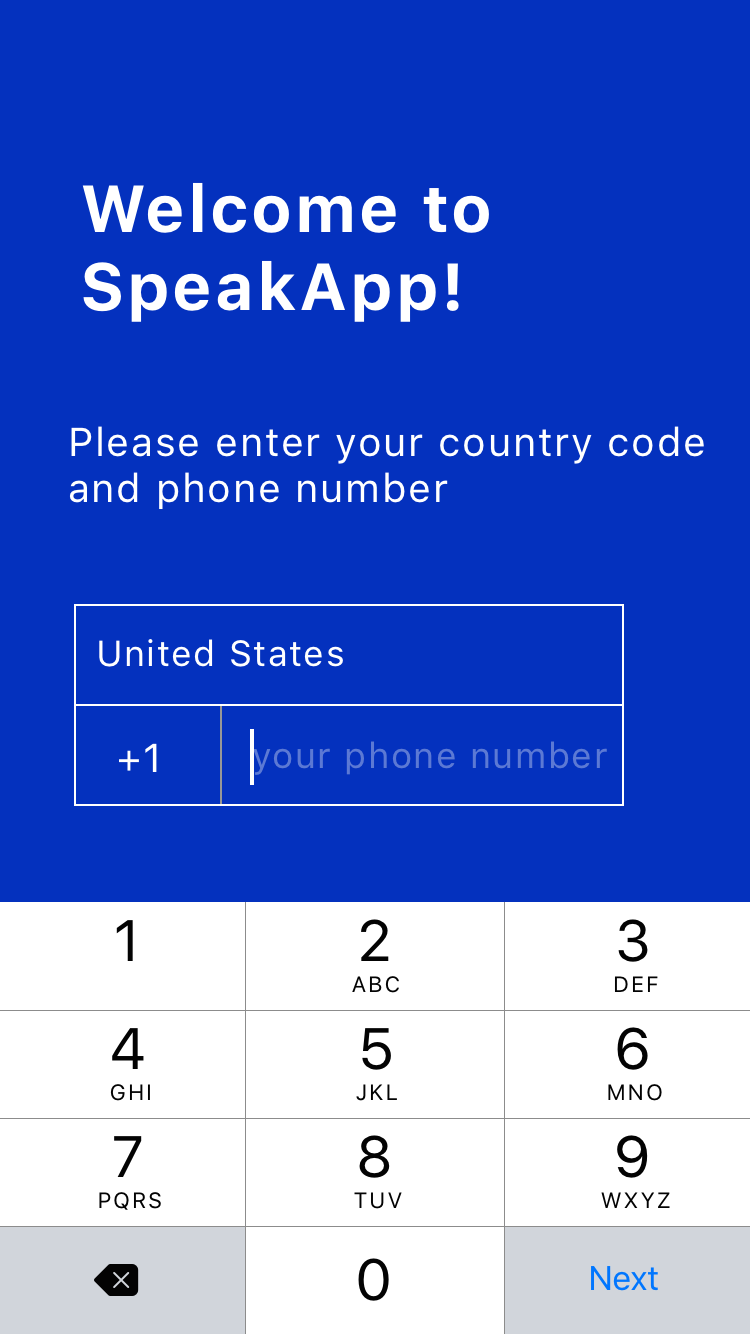 Welcome to
SpeakApp!
Please enter your country code
and phone number
United States
+1 your phone number
1 2 3
ABC DEF
4 5 6
GHI JKL MNO
7 8 9
PQRS TUV WXYZ
0 Next